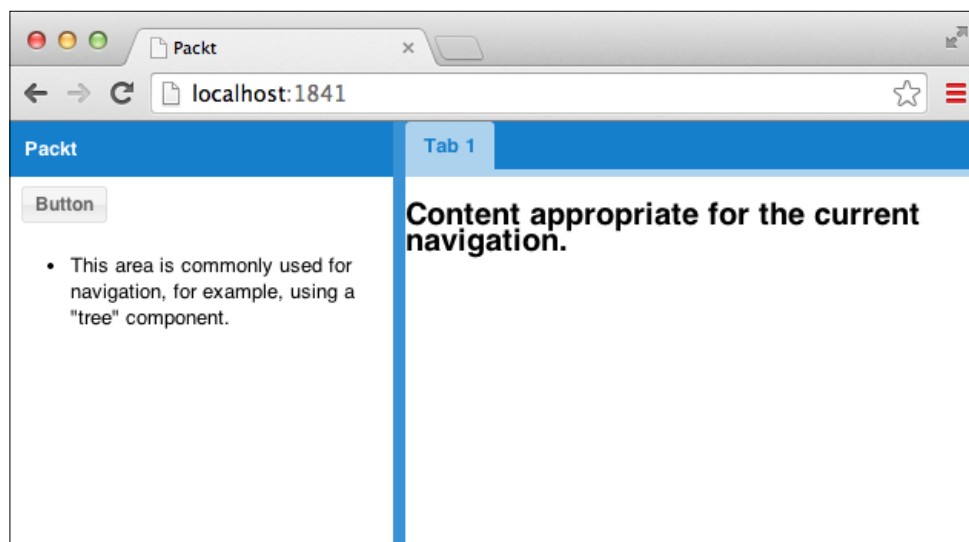 Packt
localhost:1841
Packt
Tab 1
Button
• This area is commonly used for
navigation, for example, using a
"tree" component.
Content appropriate for the current
navigation.